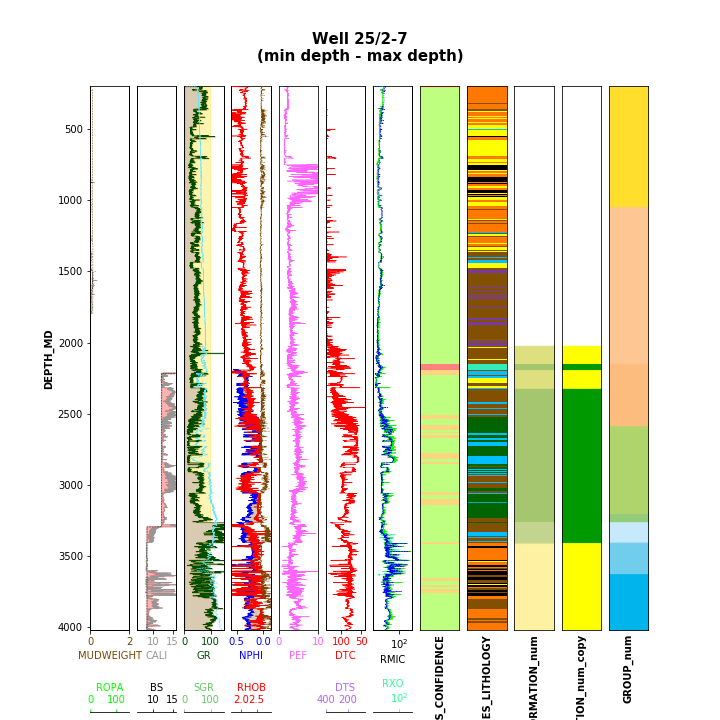 Well 25/2-7
(min depth - max depth)
DEPTH_MD
500
1000
1500
2000
2500
3000
3500
4000
0 2 10 15 0 100 0.5 0.0 0 10 100 50 10²
MUDWEIGHT CALI GR NPHI PEF DTC RMIC
ROPA BS SGR RHOB DTS RXO
0 100 10 15 0 100 2.0 2.5 400 200 10²
S_CONFIDENCE
ES_LITHOLOGY
RMATION_num
TION_num_copy
GROUP_num